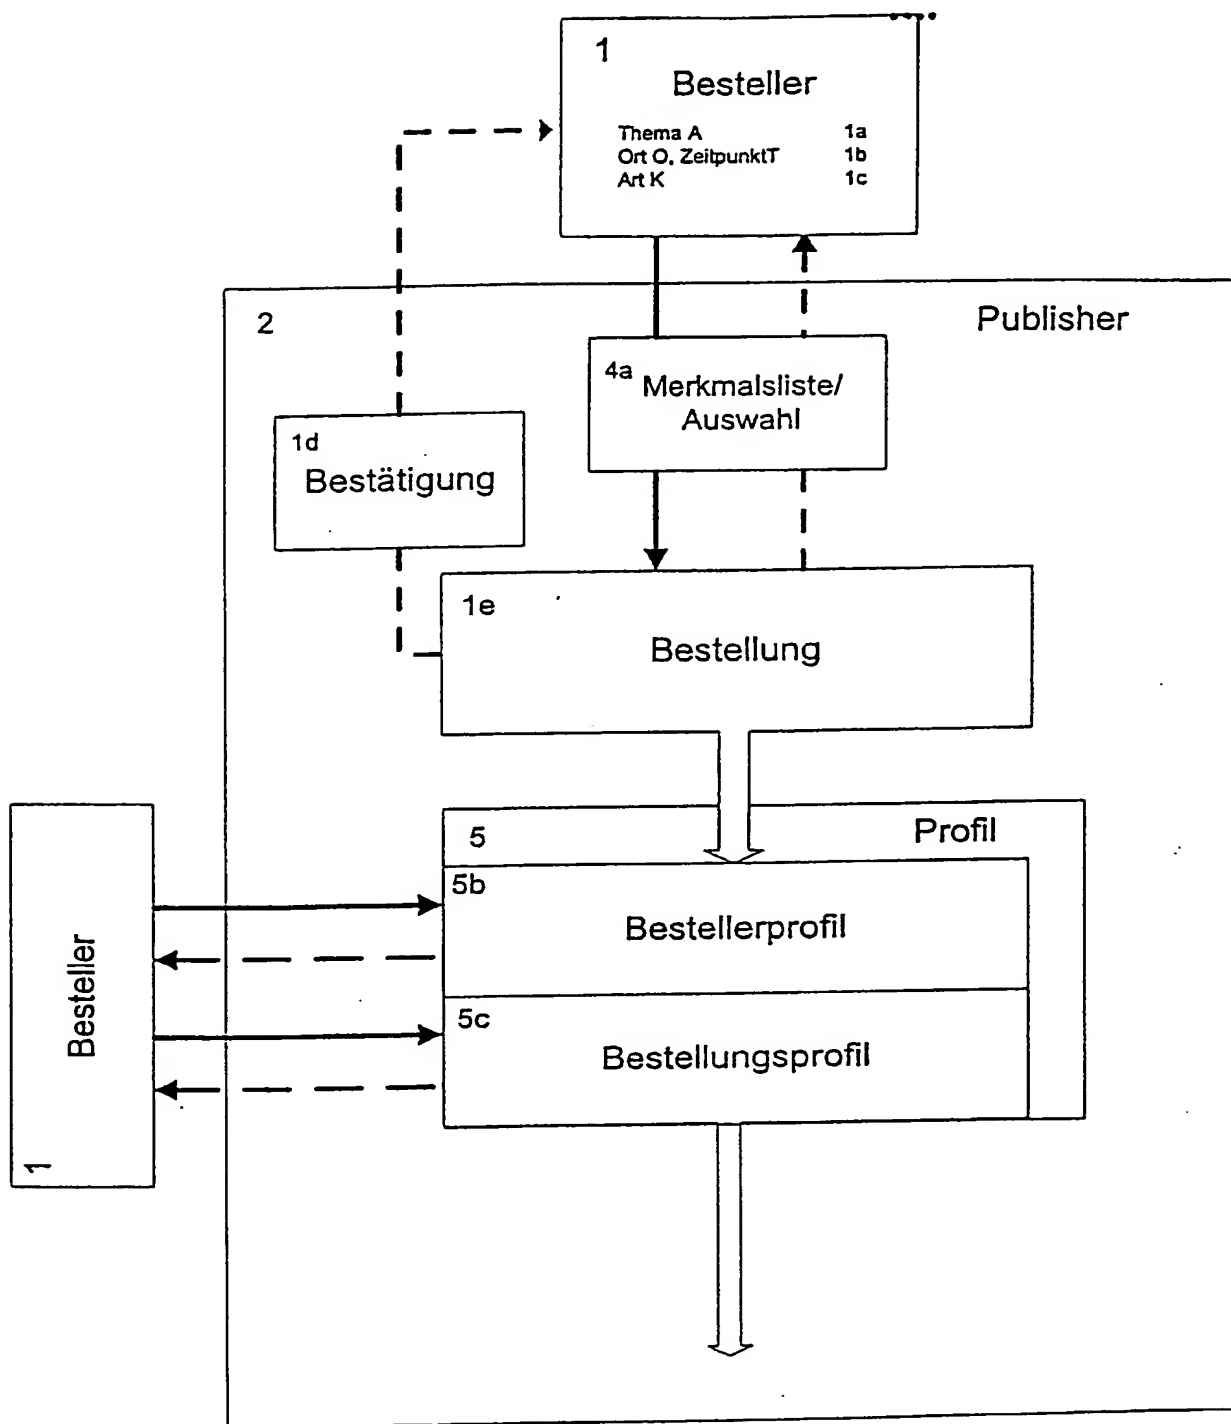 1
Besteller
Thema A 1a
Ort O, ZeitpunktT 1b
Art K 1c
2
Publisher
4a
Merkmalsliste/
Auswahl
1d
Bestätigung
1e
Bestellung
5
Profil
5b
Bestellerprofil
5c
Bestellungsprofil
Besteller
1